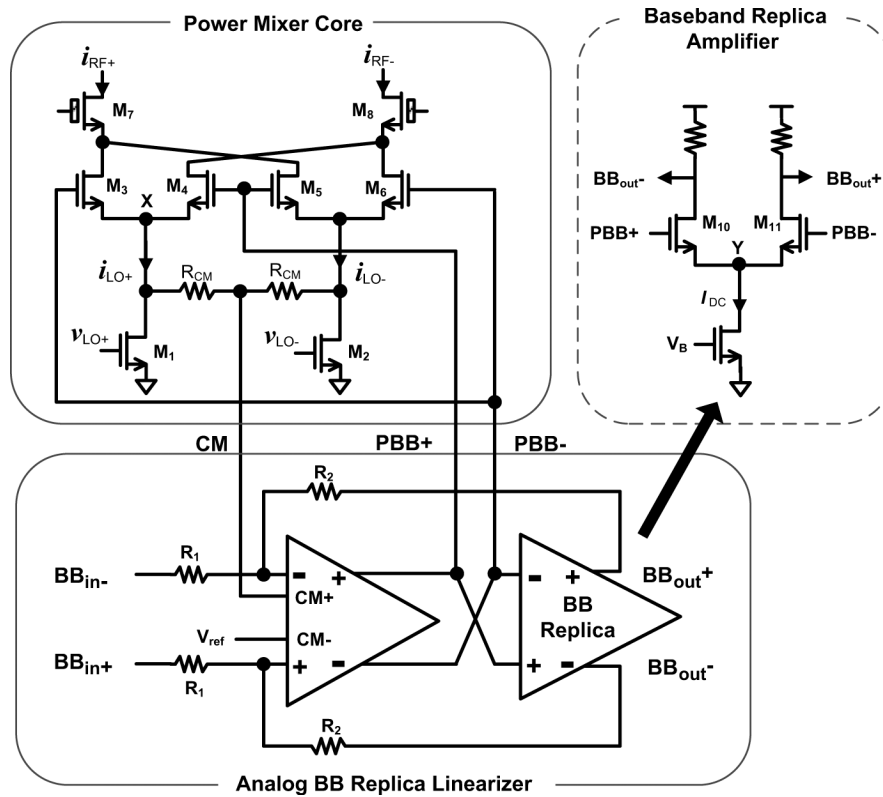 Power Mixer Core
iRF+
iRF-
M7
M8
M3
M4
M5
M6
X
iLO+
RCM
RCM
iLO-
vLO+
M1
vLO-
M2
Baseband Replica
Amplifier
BBout-
BBout+
M10
M11
PBB+
PBB-
Y
IDC
VB
CM
PBB+
PBB-
R2
R1
BBin-
- +
CM+
Vref
CM-
+ -
BBin+
R1
R2
- +
BB
Replica
+ -
BBout+
BBout-
Analog BB Replica Linearizer